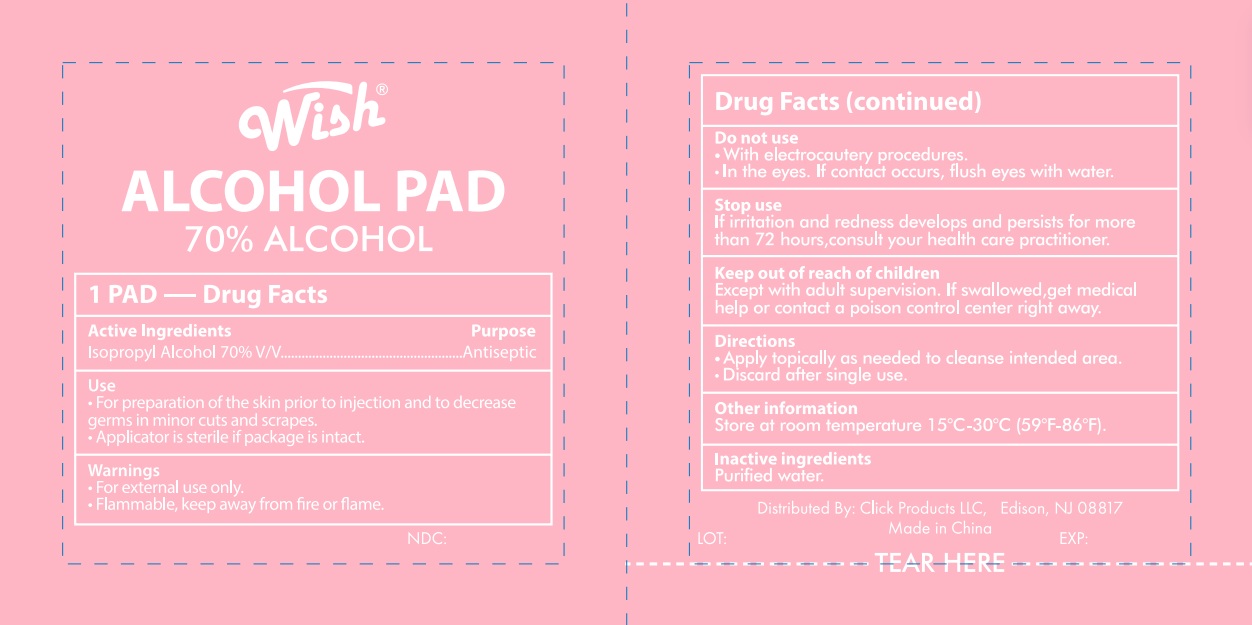 Wish®
ALCOHOL PAD
70% ALCOHOL
1 PAD — Drug Facts
Active Ingredients Purpose
Isopropyl Alcohol 70% V/V....................................................Antiseptic
Use
• For preparation of the skin prior to injection and to decrease
germs in minor cuts and scrapes.
• Applicator is sterile if package is intact.
Warnings
• For external use only.
• Flammable, keep away from fire or flame.
NDC:
Drug Facts (continued)
Do not use
• With electrocautery procedures.
• In the eyes. If contact occurs, flush eyes with water.
Stop use
If irritation and redness develops and persists for more
than 72 hours,consult your health care practitioner.
Keep out of reach of children
Except with adult supervision. If swallowed,get medical
help or contact a poison control center right away.
Directions
• Apply topically as needed to cleanse intended area.
• Discard after single use.
Other information
Store at room temperature 15°C-30°C (59°F-86°F).
Inactive ingredients
Purified water.
Distributed By: Click Products LLC, Edison, NJ 08817
Made in China
LOT: EXP:
TEAR HERE